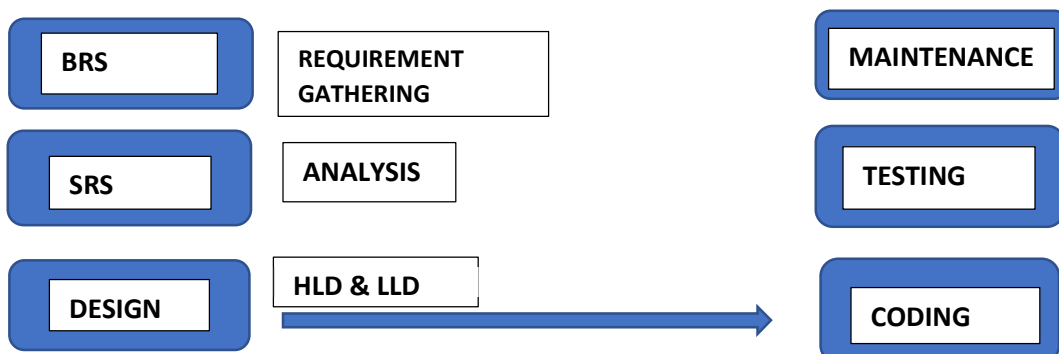 BRS
REQUIREMENT
GATHERING
MAINTENANCE
SRS
ANALYSIS
TESTING
DESIGN
HLD & LLD
CODING